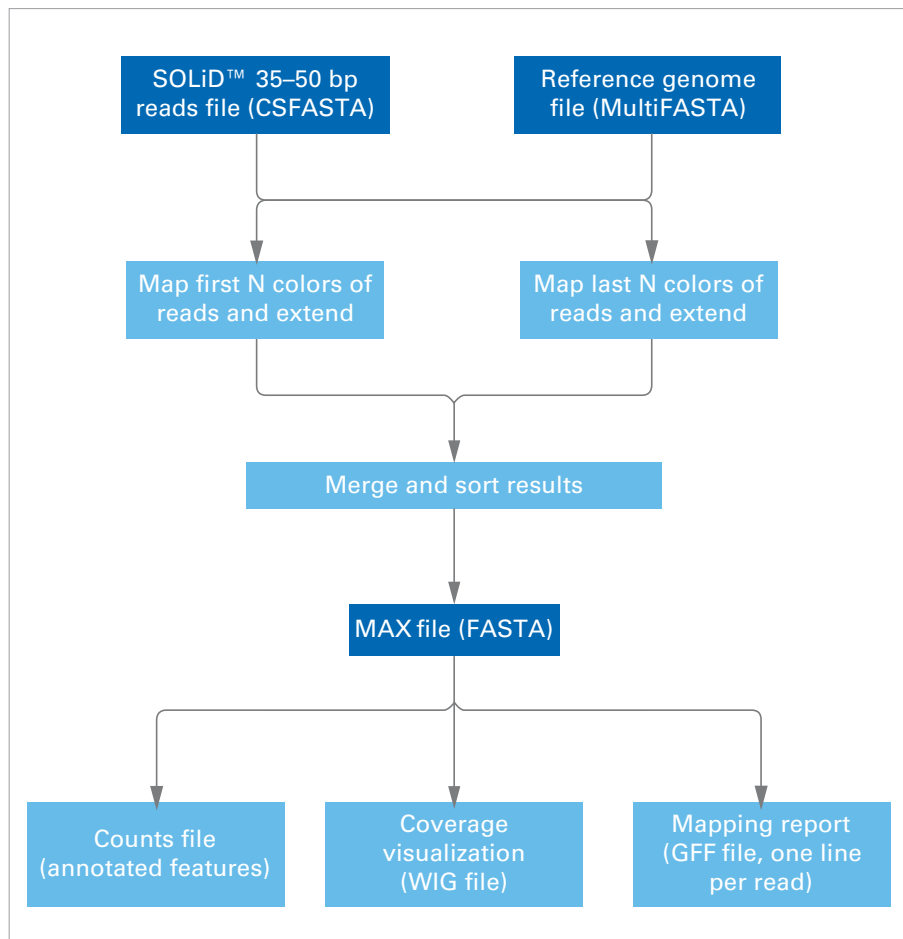 SOLiD™ 35–50 bp
reads file (CSFASTA)
Reference genome
file (MultiFASTA)
Map first N colors of
reads and extend
Map last N colors of
reads and extend
Merge and sort results
MAX file (FASTA)
Counts file
(annotated features)
Coverage
visualization
(WIG file)
Mapping report
(GFF file, one line
per read)